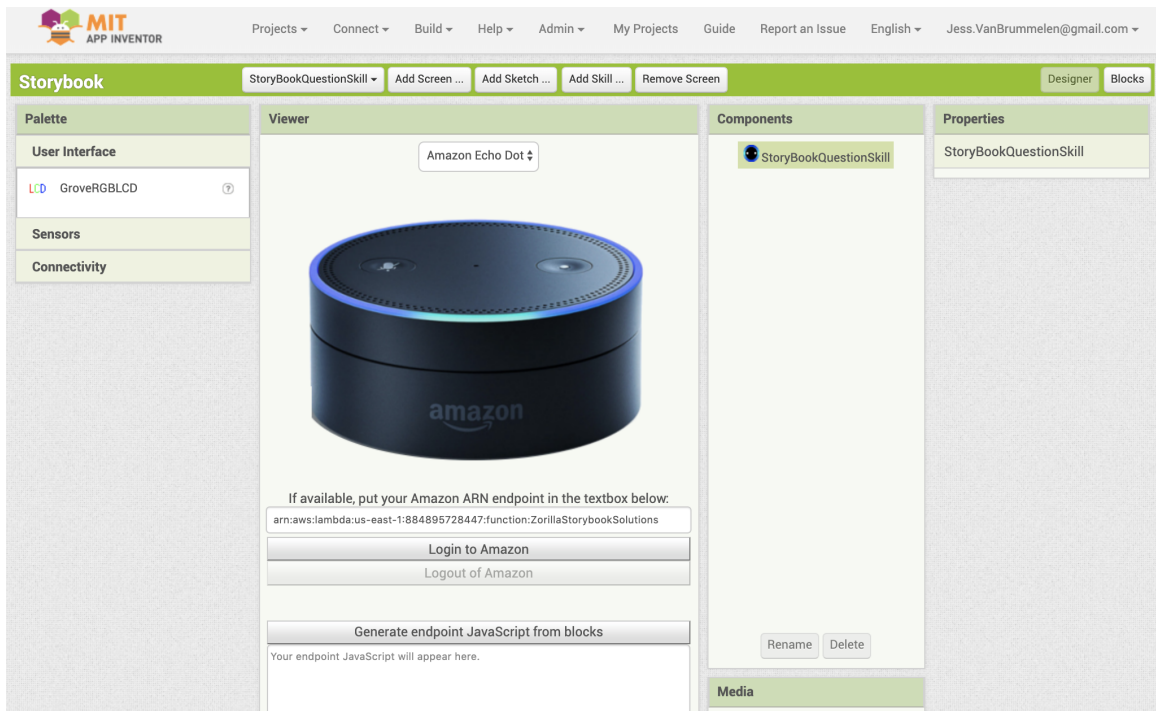 MIT
APP INVENTOR
Projects Connect Build Help Admin My Projects Guide Report an Issue English Jess.VanBrummelen@gmail.com
Storybook StoryBookQuestionSkill Add Screen ... Add Sketch ... Add Skill ... Remove Screen Designer Blocks
Palette
User Interface
LCD GroveRGBLCD ?
Sensors
Connectivity
Viewer
Amazon Echo Dot
amazon
If available, put your Amazon ARN endpoint in the textbox below:
arn:aws:lambda:us-east-1:884895728447:function:ZorillaStorybookSolutions
Login to Amazon
Logout of Amazon
Generate endpoint JavaScript from blocks
Your endpoint JavaScript will appear here.
Components
StoryBookQuestionSkill
Rename Delete
Media
Properties
StoryBookQuestionSkill